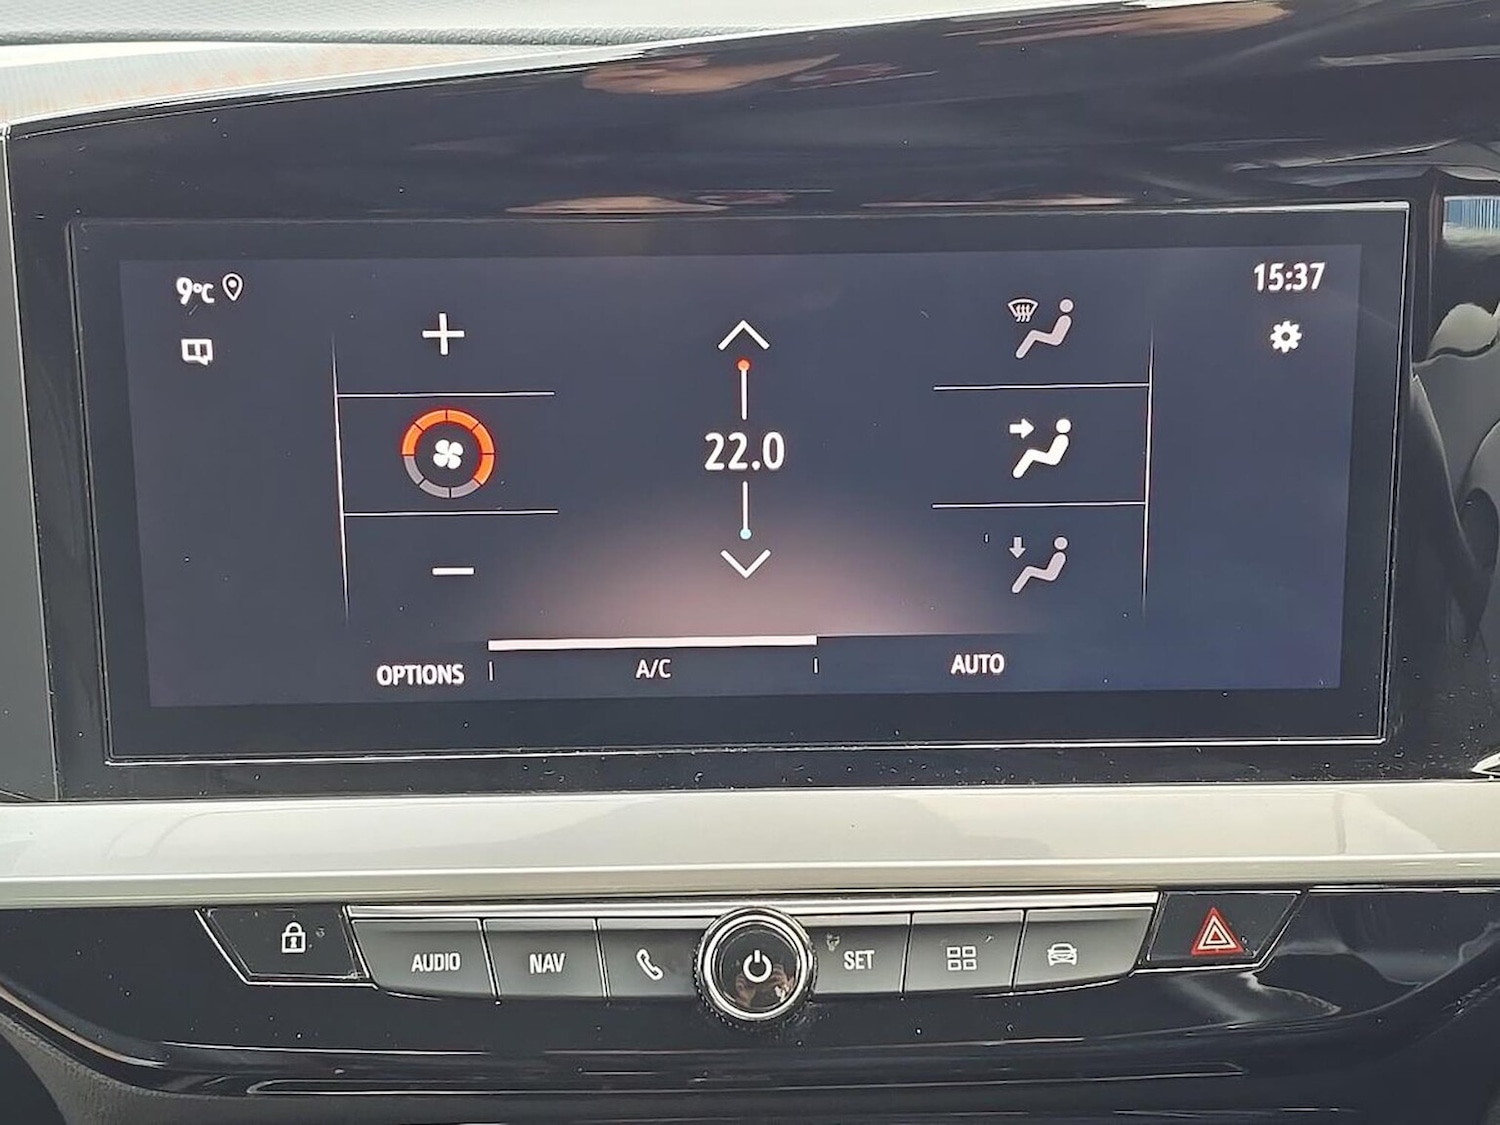 9°C
15:37
22.0
OPTIONS
A/C
AUTO
AUDIO
NAV
SET